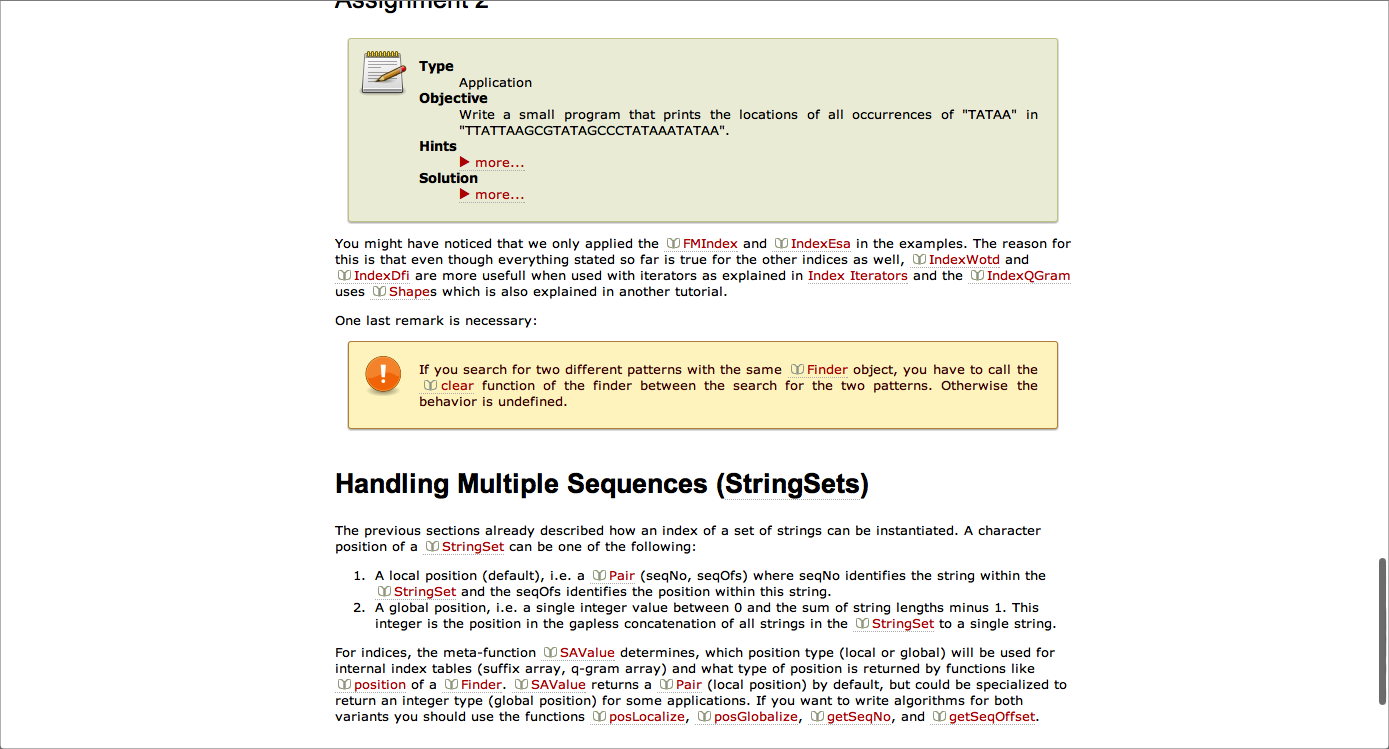 Assignment 2
Type
Application
Objective
Write a small program that prints the locations of all occurrences of "TATAA" in
"TTATTAAGCGTATAGCCCTATAAATATAA".
Hints
more...
Solution
more...
You might have noticed that we only applied the FMIndex and IndexEsa in the examples. The reason for
this is that even though everything stated so far is true for the other indices as well, IndexWotd and
IndexDfi are more usefull when used with iterators as explained in Index Iterators and the IndexQGram
uses Shapes which is also explained in another tutorial.
One last remark is necessary:
If you search for two different patterns with the same Finder object, you have to call the
clear function of the finder between the search for the two patterns. Otherwise the
behavior is undefined.
Handling Multiple Sequences (StringSets)
The previous sections already described how an index of a set of strings can be instantiated. A character
position of a StringSet can be one of the following:
1. A local position (default), i.e. a Pair (seqNo, seqOfs) where seqNo identifies the string within the
StringSet and the seqOfs identifies the position within this string.
2. A global position, i.e. a single integer value between 0 and the sum of string lengths minus 1. This
integer is the position in the gapless concatenation of all strings in the StringSet to a single string.
For indices, the meta-function SAValue determines, which position type (local or global) will be used for
internal index tables (suffix array, q-gram array) and what type of position is returned by functions like
position of a Finder. SAValue returns a Pair (local position) by default, but could be specialized to
return an integer type (global position) for some applications. If you want to write algorithms for both
variants you should use the functions posLocalize, posGlobalize, getSeqNo, and getSeqOffset.